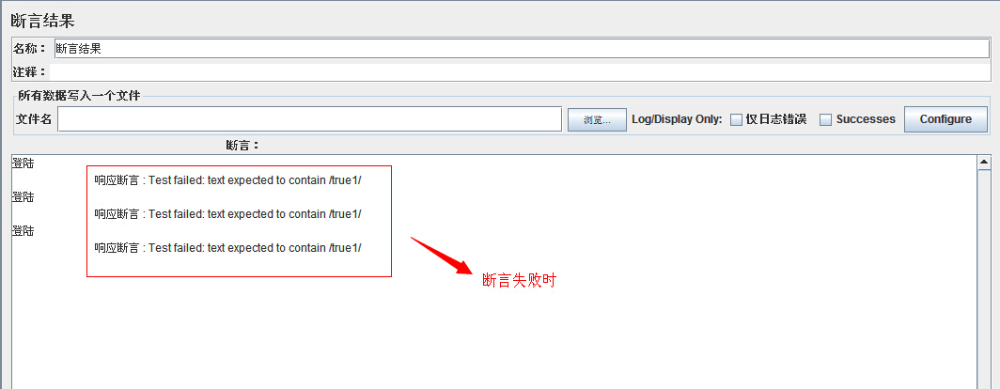 断言结果
名称： 断言结果
注释：
所有数据写入一个文件
文件名 浏览... Log/Display Only: 仅日志错误 Successes Configure
断言：
登陆
响应断言 : Test failed: text expected to contain /true1/
登陆
响应断言 : Test failed: text expected to contain /true1/
登陆
响应断言 : Test failed: text expected to contain /true1/
断言失败时